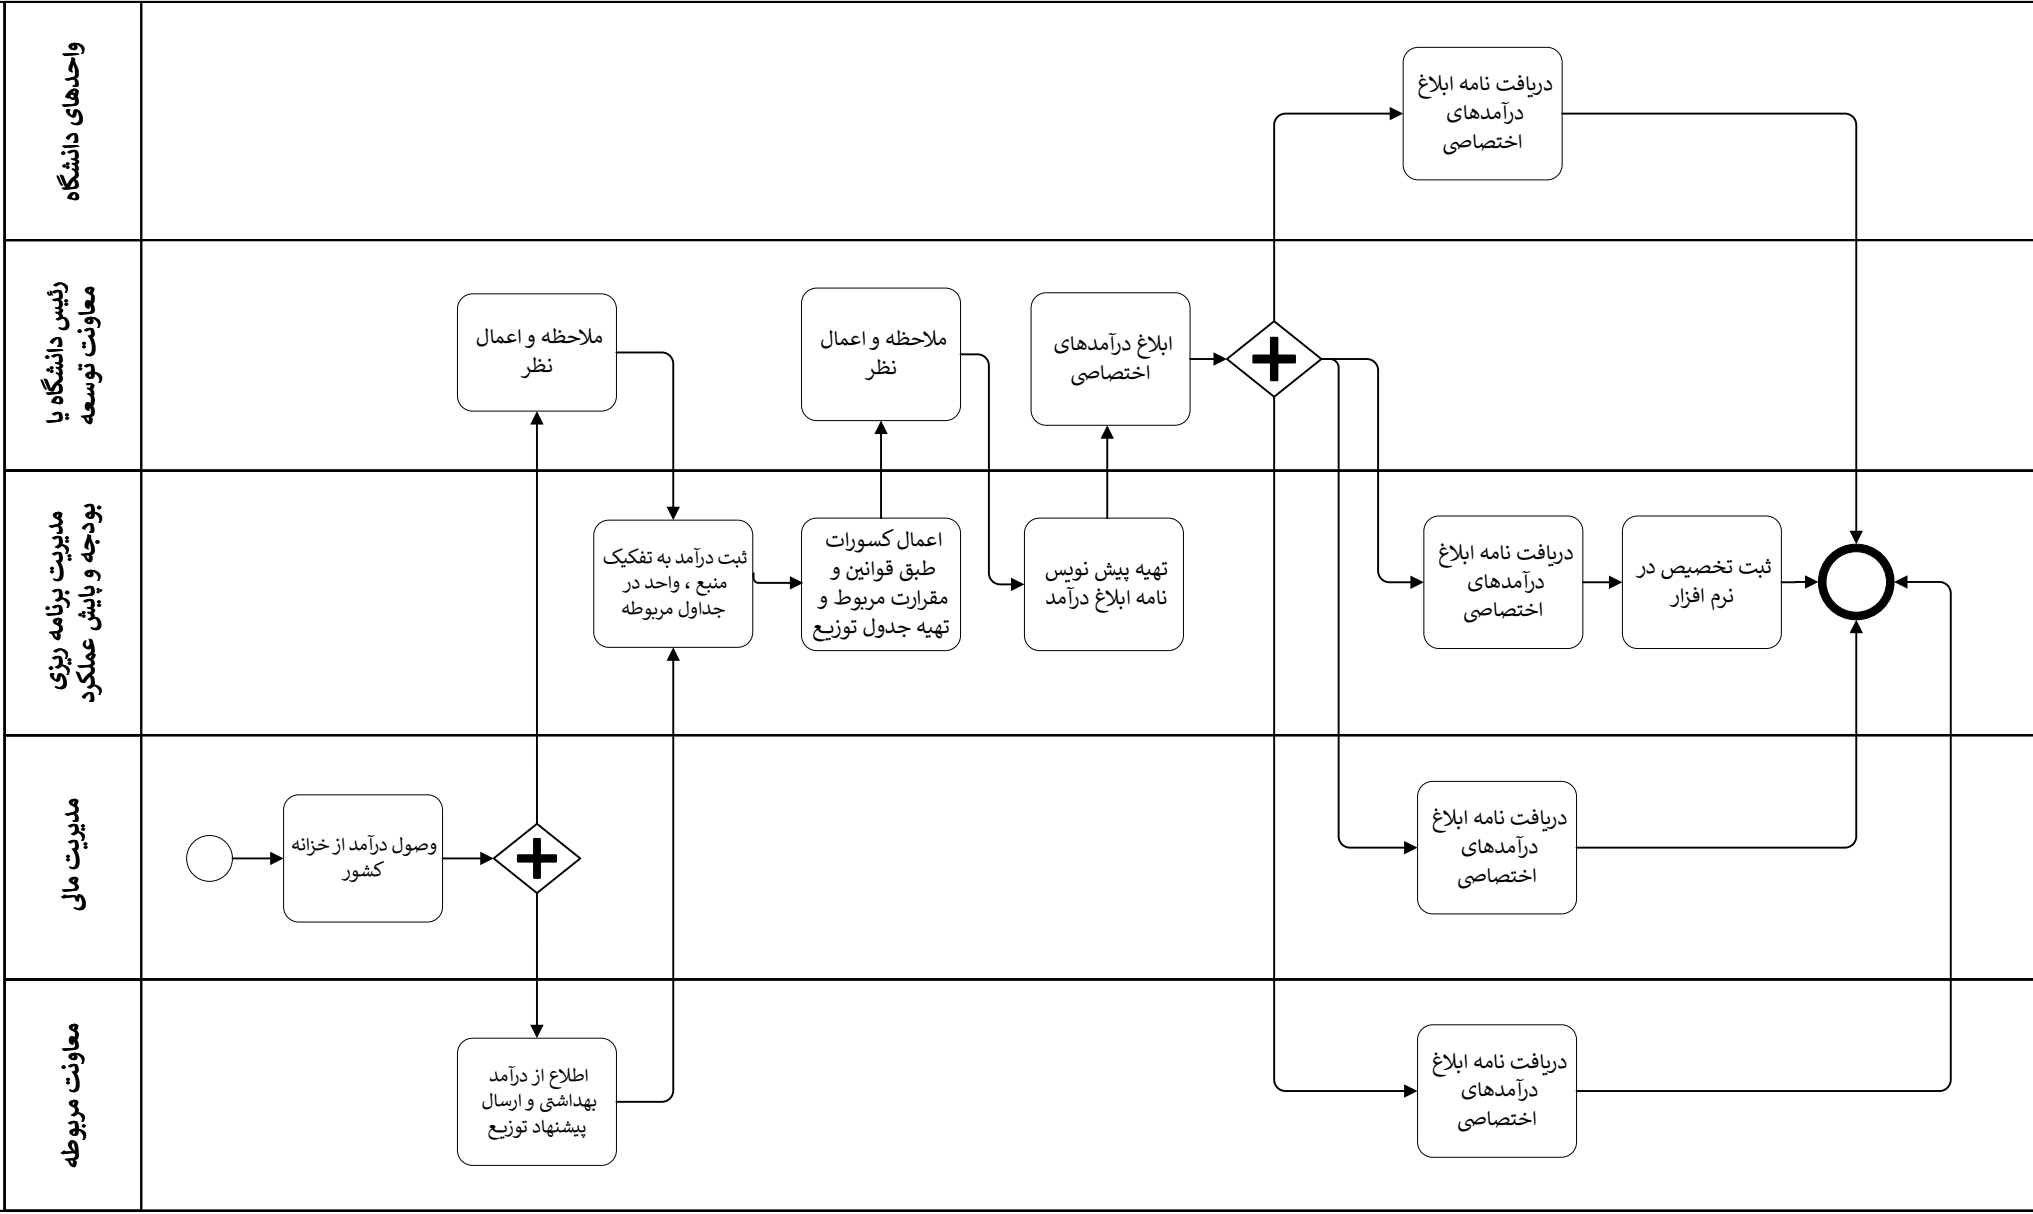 واحدهای دانشگاه
دریافت نامه ابلاغ
درآمدهای
اختصاصی
رئیس دانشگاه یا
معاونت توسعه
ملاحظه و اعمال
نظر
ملاحظه و اعمال
نظر
ابلاغ درآمدهای
اختصاصی
مدیریت برنامه ریزی
بودجه و پایش عملکرد
ثبت درآمد به تفکیک
منبع ، واحد در
جداول مربوطه
اعمال کسورات
طبق قوانین و
مقرارت مربوط و
تهیه جدول توزیع
تهیه پیش نویس
نامه ابلاغ درآمد
دریافت نامه ابلاغ
درآمدهای
اختصاصی
ثبت تخصیص در
نرم افزار
مدیریت مالی
وصول درآمد از خزانه
کشور
دریافت نامه ابلاغ
درآمدهای
اختصاصی
معاونت مربوطه
اطلاع از درآمد
بهداشتی و ارسال
پیشنهاد توزیع
دریافت نامه ابلاغ
درآمدهای
اختصاصی